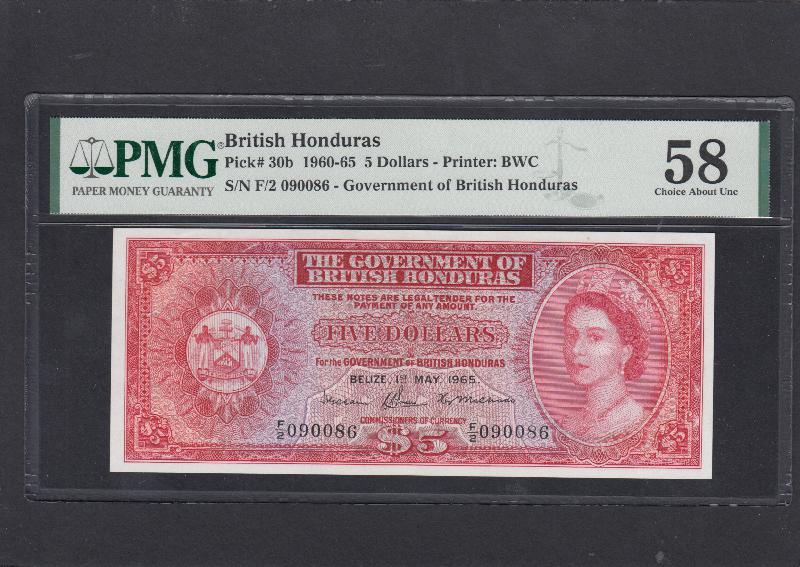 PMG®
PAPER MONEY GUARANTY
British Honduras
Pick# 30b 1960-65 5 Dollars - Printer: BWC
S/N F/2 090086 - Government of British Honduras
58
Choice About Unc
$5
THE GOVERNMENT OF
BRITISH HONDURAS
THESE NOTES ARE LEGAL TENDER FOR THE
PAYMENT OF ANY AMOUNT.
FIVE DOLLARS
For the GOVERNMENT OF BRITISH HONDURAS
BELIZE, 1ST MAY, 1965.
COMMISSIONERS OF CURRENCY
F/2 090086
F/2 090086
$5
$5
$5